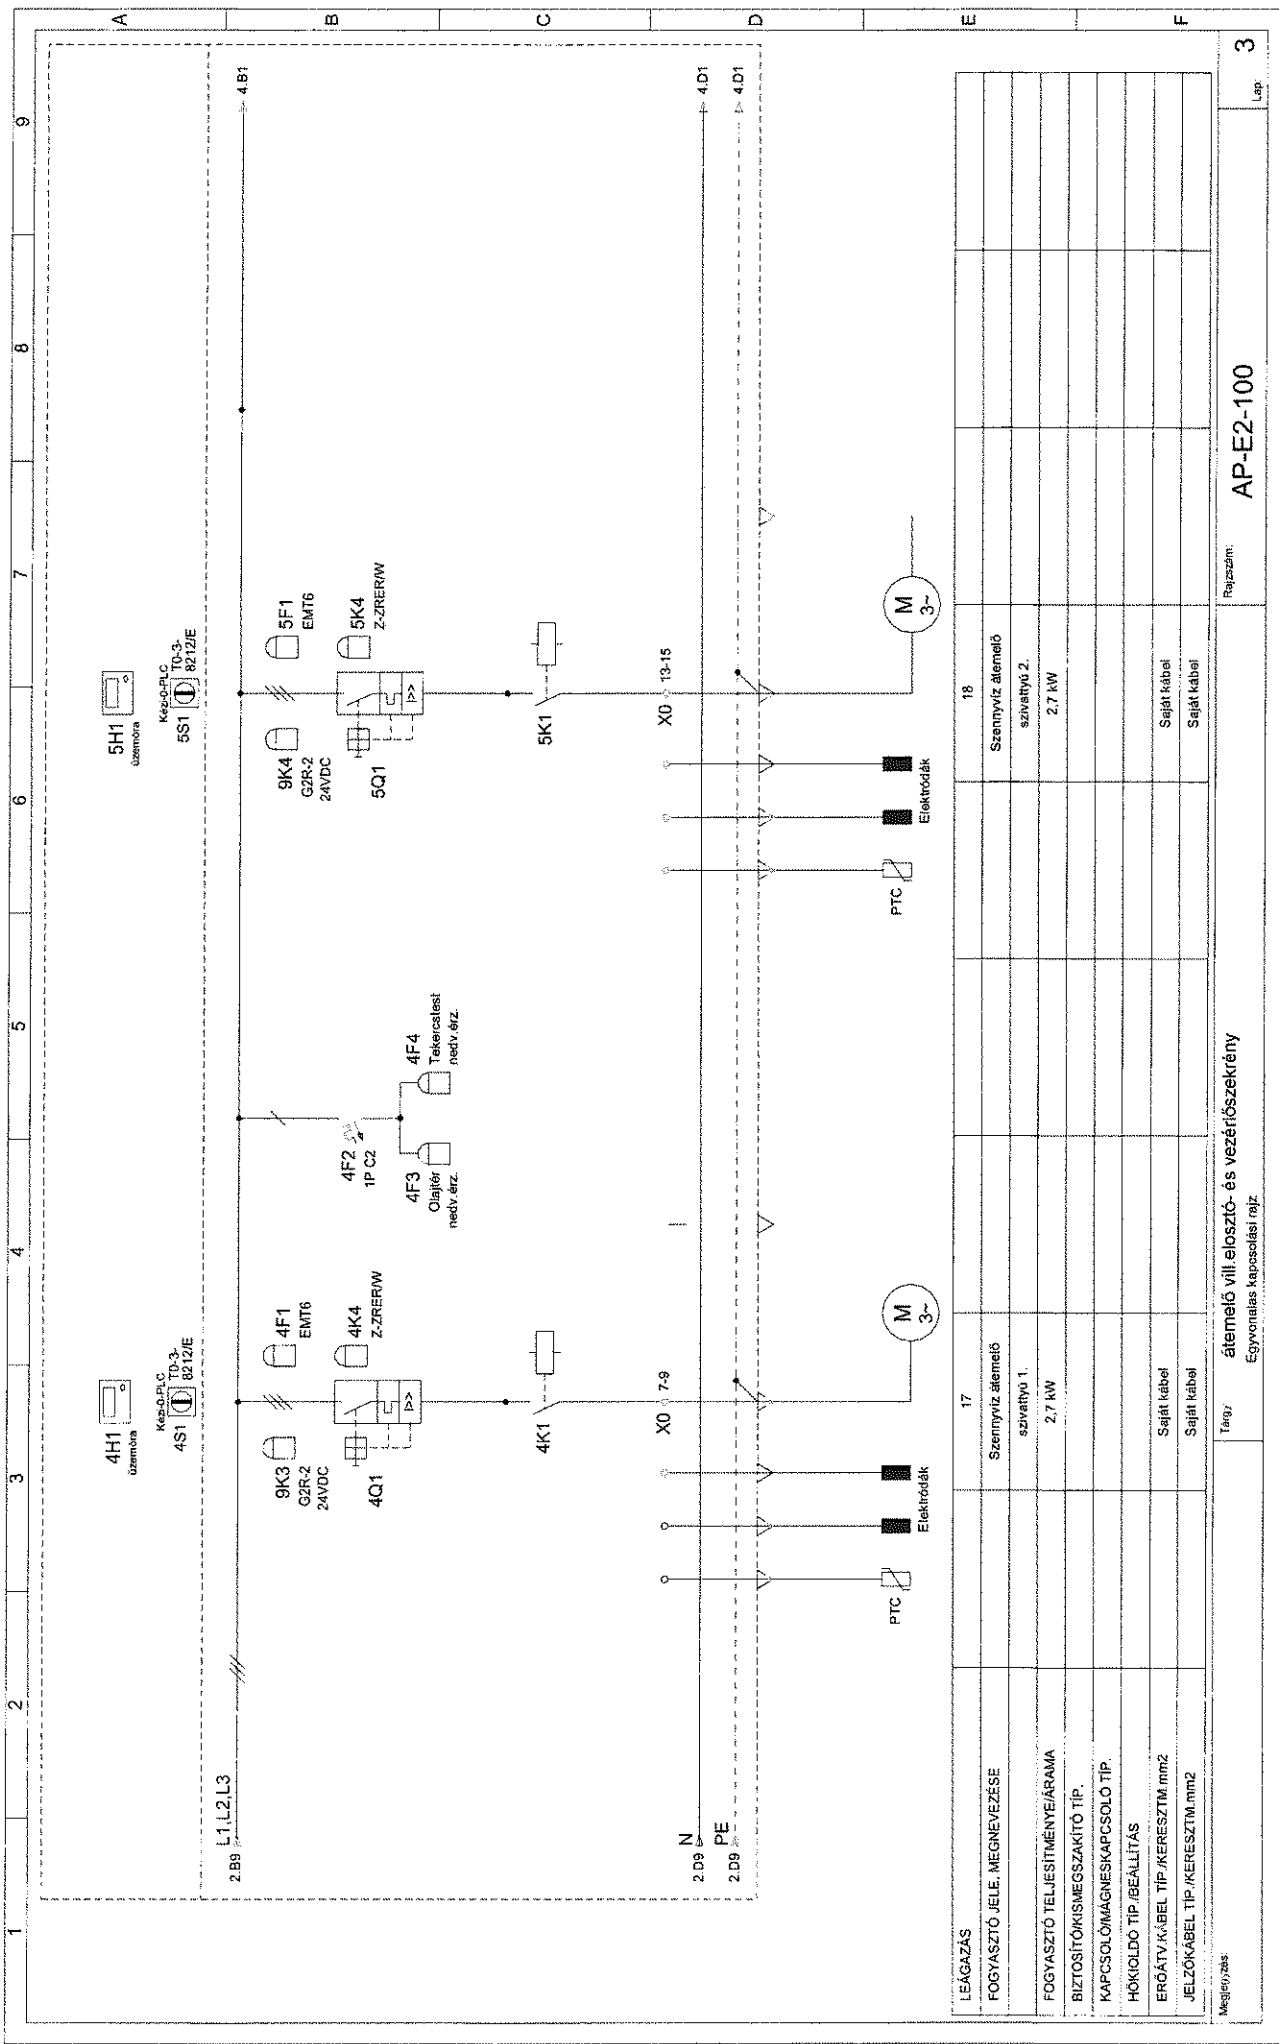 1 2 3 4 5 6 7 8 9
A
B
C
D
E
F
4H1
üzemóra
Kézi-0-PLC
4S1
T0-3-
8212/E
5H1
üzemóra
Kézi-0-PLC
5S1
T0-3-
8212/E
L1,L2,L3
2.B9
4.B1
9K3
G2R-2
24VDC
4F1
EMT6
4K4
Z-ZRER/W
4Q1
4F2
1P C2
4F3
Olajtér
nedv.érz.
4F4
Tekercstest
nedv.érz.
9K4
G2R-2
24VDC
5F1
EMT6
5K4
Z-ZRER/W
5Q1
I>>
I>>
4K1
5K1
X0 7-9
X0 13-15
N
2.D9
4.D1
PE
2.D9
4.D1
PTC
Elektródák
M
3~
PTC
Elektródák
M
3~
LEÁGAZÁS 17 18
FOGYASZTÓ JELE, MEGNEVEZÉSE Szennyvíz átemelő Szennyvíz átemelő
szivattyú 1. szivattyú 2.
FOGYASZTÓ TELJESÍTMÉNYE/ÁRAMA 2,7 kW 2,7 kW
BIZTOSÍTÓ/KISMEGSZAKÍTÓ TÍP.
KAPCSOLÓ/MÁGNESKAPCSOLÓ TÍP.
HŐKIOLDÓ TÍP./BEÁLLÍTÁS
ERŐÁTV.KÁBEL TÍP./KERESZTM.mm2 Saját kábel Saját kábel
JELZŐKÁBEL TÍP./KERESZTM.mm2 Saját kábel Saját kábel
Megjegyzés:
Tárgy:
átemelő vill.elosztó- és vezérlőszekrény
Egyvonalas kapcsolási rajz
Rajzszám:
AP-E2-100
Lap:
3